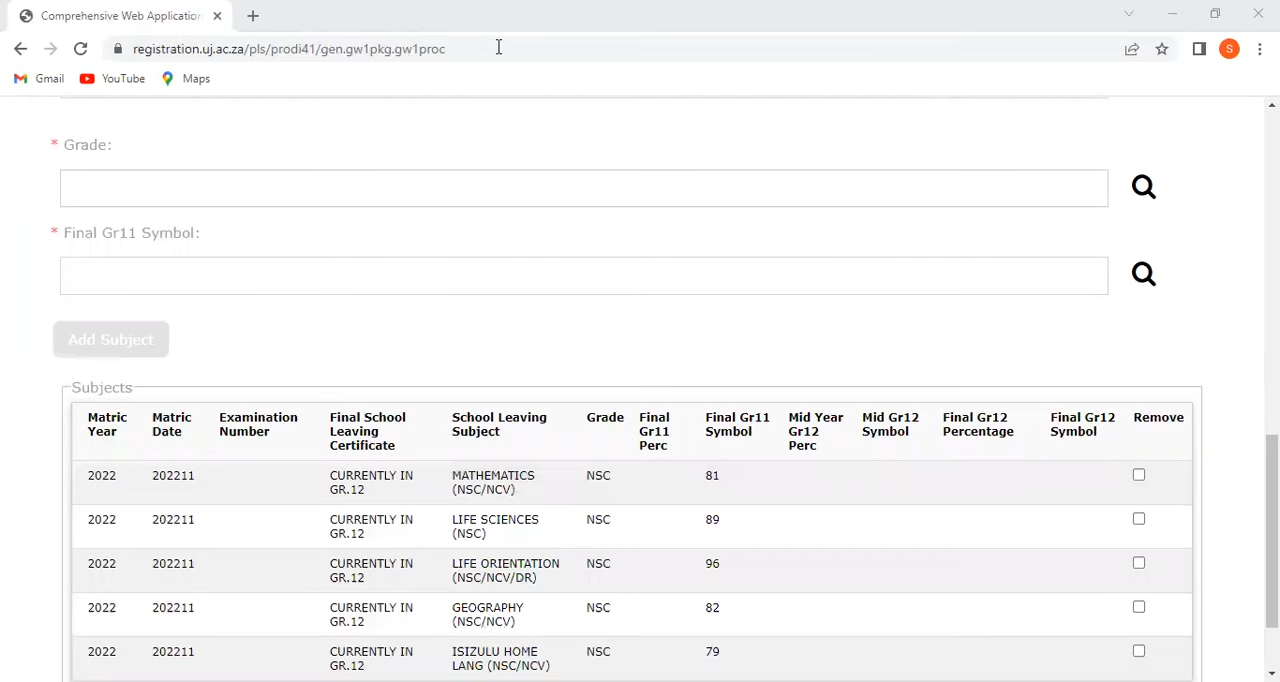 Comprehensive Web Application
registration.uj.ac.za/pls/prodi41/gen.gw1pkg.gw1proc
S
Gmail YouTube Maps
* Grade:
* Final Gr11 Symbol:
Add Subject
Subjects
Matric Year Matric Date Examination Number Final School Leaving Certificate School Leaving Subject Grade Final Gr11 Perc Final Gr11 Symbol Mid Year Gr12 Perc Mid Gr12 Symbol Final Gr12 Percentage Final Gr12 Symbol Remove
2022 202211 CURRENTLY IN GR.12 MATHEMATICS (NSC/NCV) NSC 81
2022 202211 CURRENTLY IN GR.12 LIFE SCIENCES (NSC) NSC 89
2022 202211 CURRENTLY IN GR.12 LIFE ORIENTATION (NSC/NCV/DR) NSC 96
2022 202211 CURRENTLY IN GR.12 GEOGRAPHY (NSC/NCV) NSC 82
2022 202211 CURRENTLY IN GR.12 ISIZULU HOME LANG (NSC/NCV) NSC 79